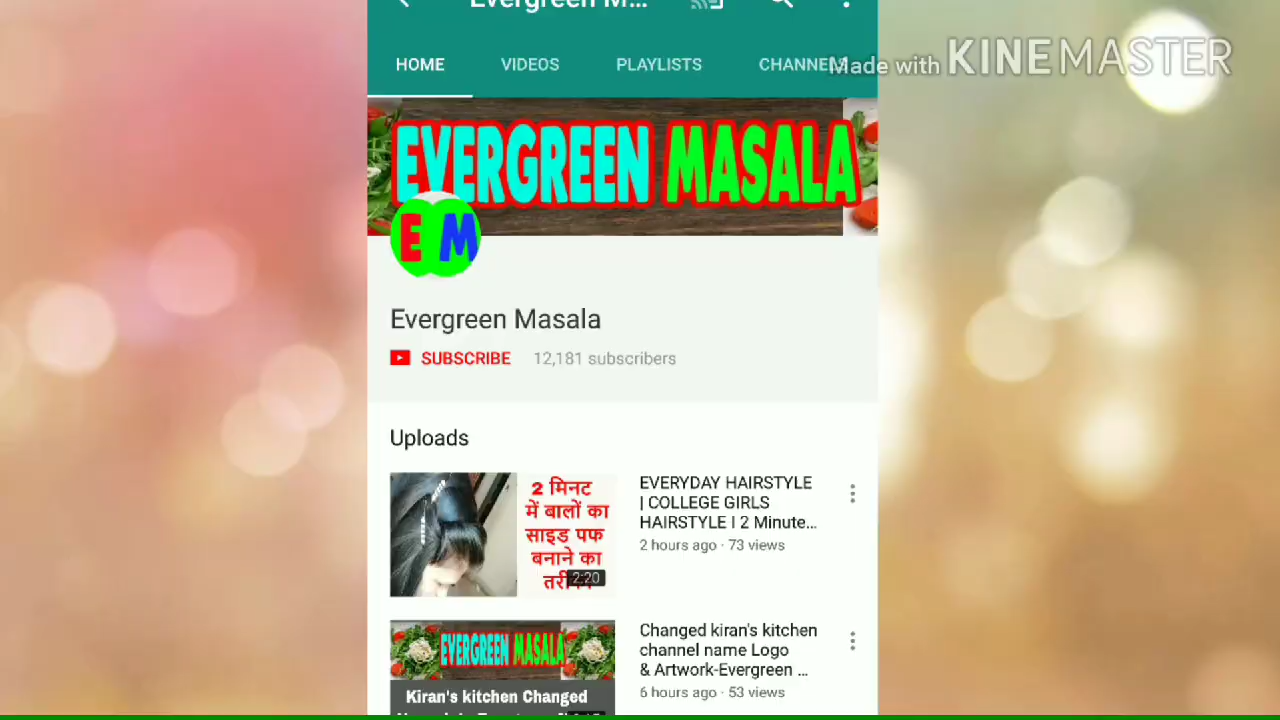 Evergreen M...
HOME VIDEOS PLAYLISTS CHANNELS
Made with KINEMASTER
EVERGREEN MASALA
E M
Evergreen Masala
SUBSCRIBE 12,181 subscribers
Uploads
2 मिनट
में बालों का
साइड पफ
बनाने का
2:20
EVERYDAY HAIRSTYLE
| COLLEGE GIRLS
HAIRSTYLE I 2 Minute...
2 hours ago · 73 views
EVERGREEN MASALA
Kiran's kitchen Changed
Changed kiran's kitchen
channel name Logo
& Artwork-Evergreen ...
6 hours ago · 53 views